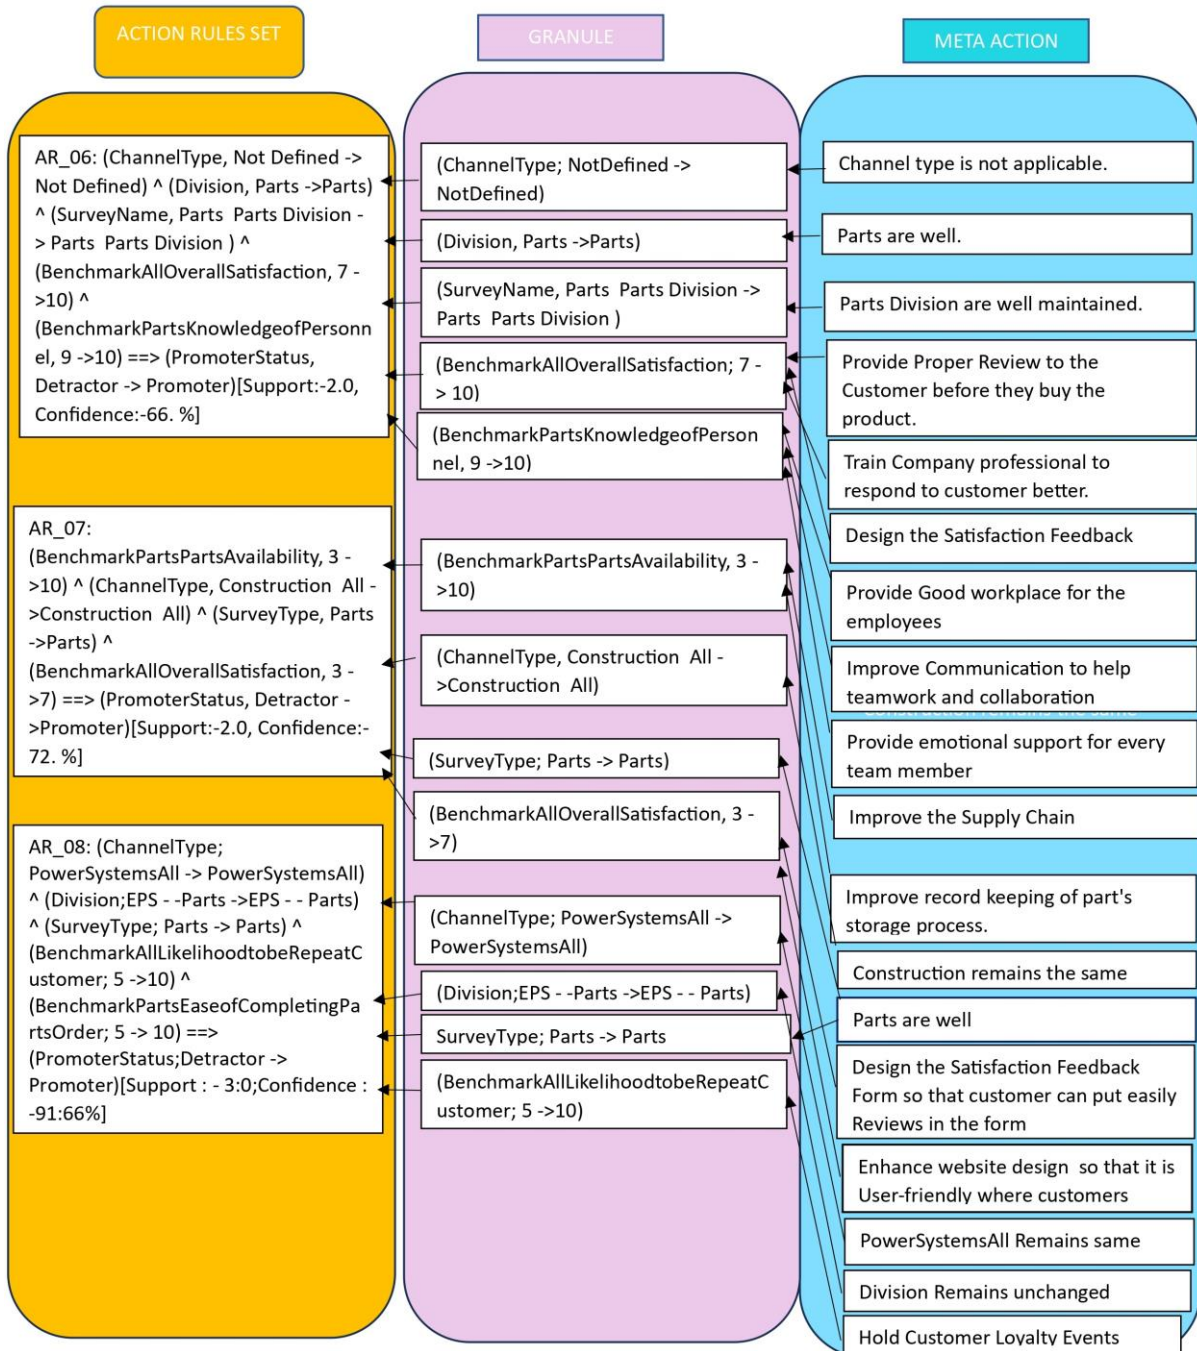 ACTION RULES SET
GRANULE
META ACTION
AR_06: (ChannelType, Not Defined ->
Not Defined) ^ (Division, Parts ->Parts)
^ (SurveyName, Parts  Parts Division -
> Parts  Parts Division ) ^
(BenchmarkAllOverallSatisfaction, 7 -
>10) ^
(BenchmarkPartsKnowledgeofPersonn
el, 9 ->10) ==> (PromoterStatus,
Detractor -> Promoter)[Support:-2.0,
Confidence:-66. %]
AR_07:
(BenchmarkPartsPartsAvailability, 3 -
>10) ^ (ChannelType, Construction  All -
>Construction  All) ^ (SurveyType, Parts
->Parts) ^
(BenchmarkAllOverallSatisfaction, 3 -
>7) ==> (PromoterStatus, Detractor -
>Promoter)[Support:-2.0, Confidence:-
72. %]
AR_08: (ChannelType;
PowerSystemsAll -> PowerSystemsAll)
^ (Division;EPS - -Parts ->EPS - - Parts)
^ (SurveyType; Parts -> Parts) ^
(BenchmarkAllLikelihoodtobeRepeatC
ustomer; 5 ->10) ^
(BenchmarkPartsEaseofCompletingPa
rtsOrder; 5 -> 10) ==>
(PromoterStatus;Detractor ->
Promoter)[Support : - 3:0;Confidence :
-91:66%]
(ChannelType; NotDefined ->
NotDefined)
(Division, Parts ->Parts)
(SurveyName, Parts  Parts Division ->
Parts  Parts Division )
(BenchmarkAllOverallSatisfaction; 7 -
> 10)
(BenchmarkPartsKnowledgeofPerson
nel, 9 ->10)
(BenchmarkPartsPartsAvailability, 3 -
>10)
(ChannelType, Construction  All -
>Construction  All)
(SurveyType; Parts -> Parts)
(BenchmarkAllOverallSatisfaction, 3 -
>7)
(ChannelType; PowerSystemsAll ->
PowerSystemsAll)
(Division;EPS - -Parts ->EPS - - Parts)
SurveyType; Parts -> Parts
(BenchmarkAllLikelihoodtobeRepeatC
ustomer; 5 ->10)
Channel type is not applicable.
Parts are well.
Parts Division are well maintained.
Provide Proper Review to the
Customer before they buy the
product.
Train Company professional to
respond to customer better.
Design the Satisfaction Feedback
Provide Good workplace for the
employees
Improve Communication to help
teamwork and collaboration
Construction remains the same
Provide emotional support for every
team member
Improve the Supply Chain
Improve record keeping of part's
storage process.
Construction remains the same
Parts are well
Design the Satisfaction Feedback
Form so that customer can put easily
Reviews in the form
Enhance website design  so that it is
User-friendly where customers
PowerSystemsAll Remains same
Division Remains unchanged
Hold Customer Loyalty Events